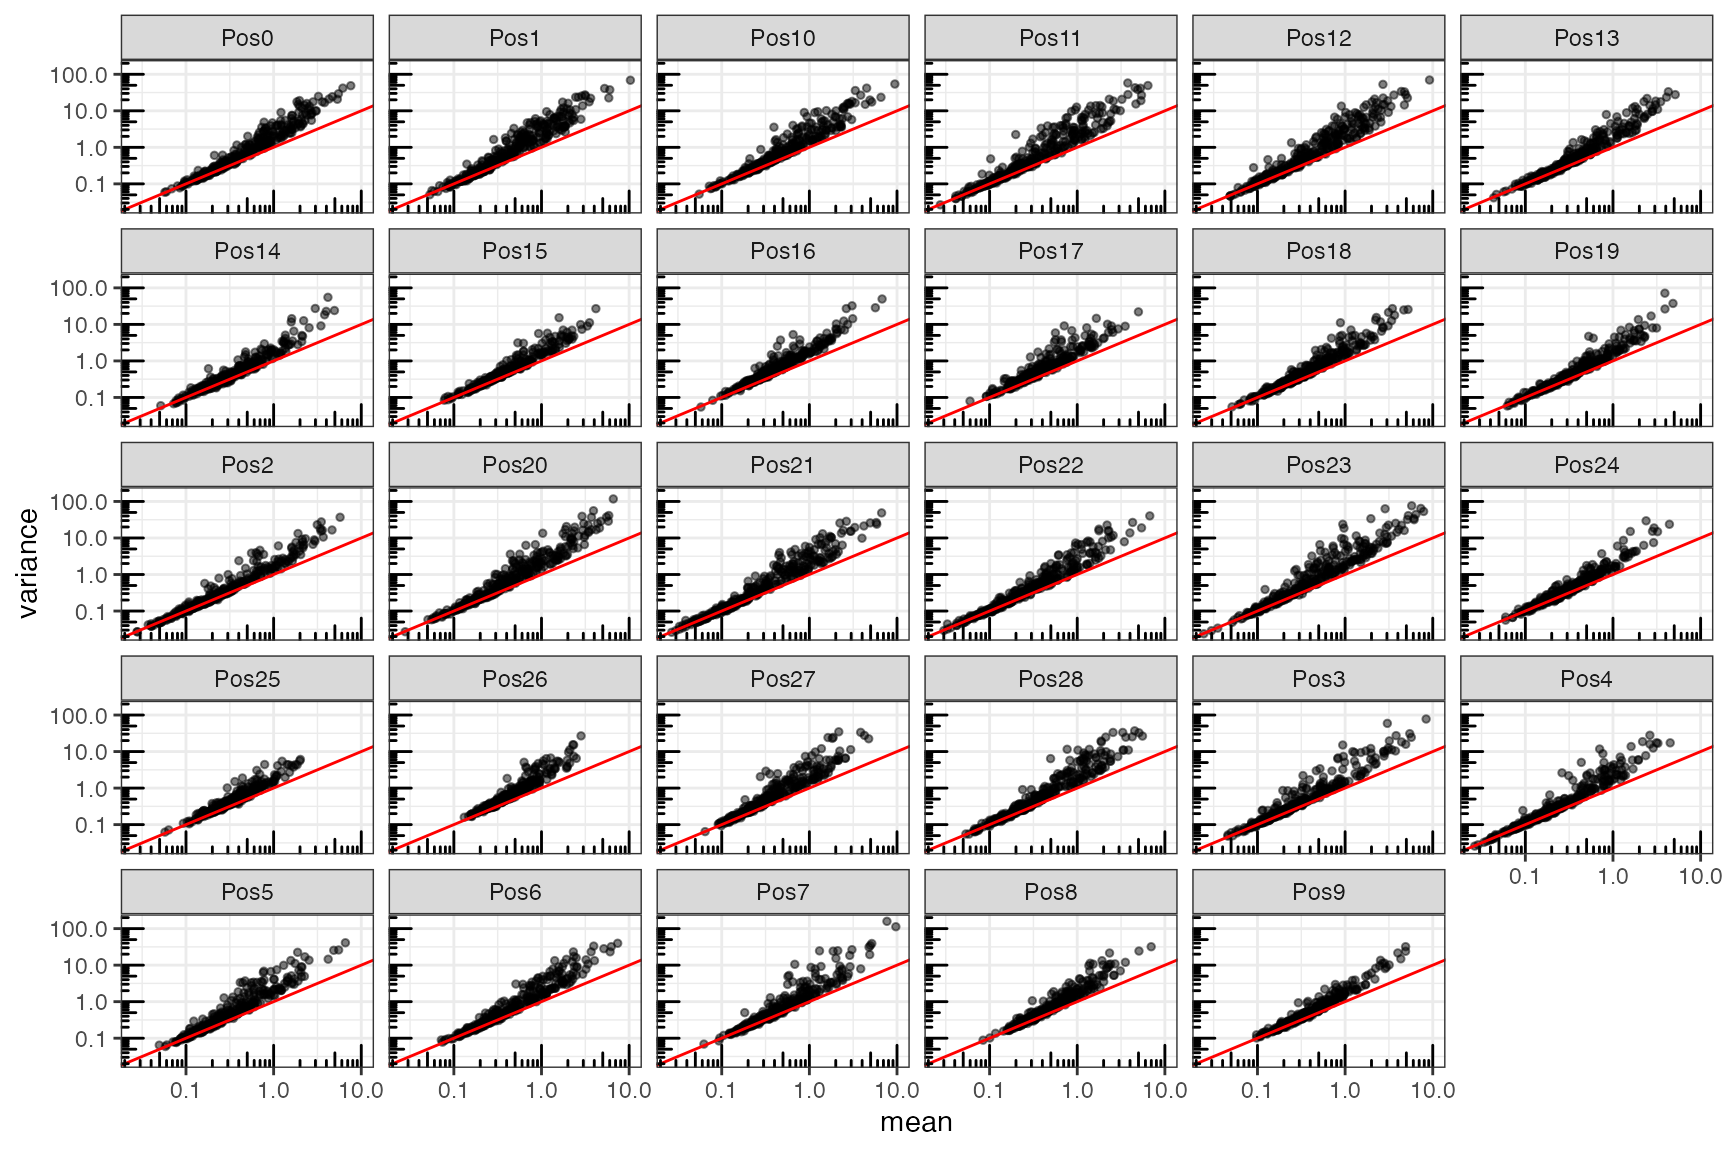 Pos0 Pos1 Pos10 Pos11 Pos12 Pos13
100.0
10.0
1.0
0.1
Pos14 Pos15 Pos16 Pos17 Pos18 Pos19
100.0
10.0
1.0
0.1
Pos2 Pos20 Pos21 Pos22 Pos23 Pos24
100.0
10.0
1.0
0.1
variance
Pos25 Pos26 Pos27 Pos28 Pos3 Pos4
100.0
10.0
1.0
0.1
0.1 1.0 10.0
Pos5 Pos6 Pos7 Pos8 Pos9
100.0
10.0
1.0
0.1
0.1 1.0 10.0 0.1 1.0 10.0 0.1 1.0 10.0 0.1 1.0 10.0 0.1 1.0 10.0
mean